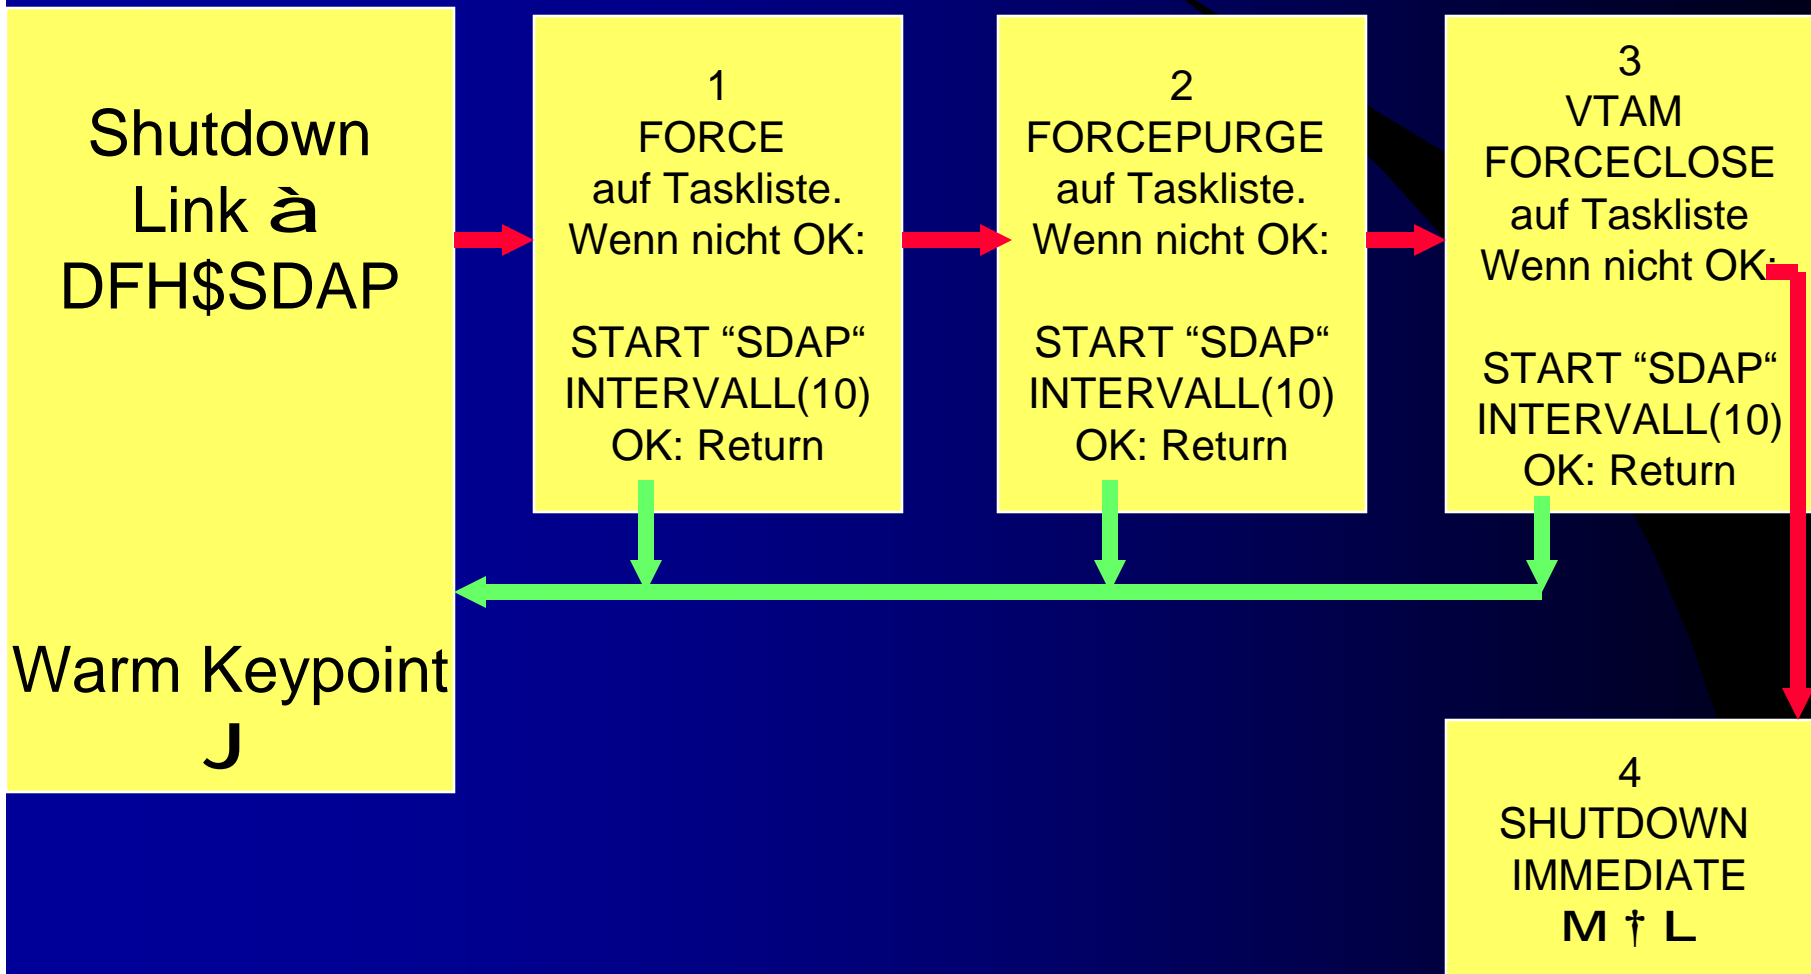 Shutdown
Link à
DFH$SDAP
Warm Keypoint
J
1
FORCE
auf Taskliste.
Wenn nicht OK:
START “SDAP“
INTERVALL(10)
OK: Return
2
FORCEPURGE
auf Taskliste.
Wenn nicht OK:
START “SDAP“
INTERVALL(10)
OK: Return
3
VTAM
FORCECLOSE
auf Taskliste
Wenn nicht OK:
START “SDAP“
INTERVALL(10)
OK: Return
4
SHUTDOWN
IMMEDIATE
M † L